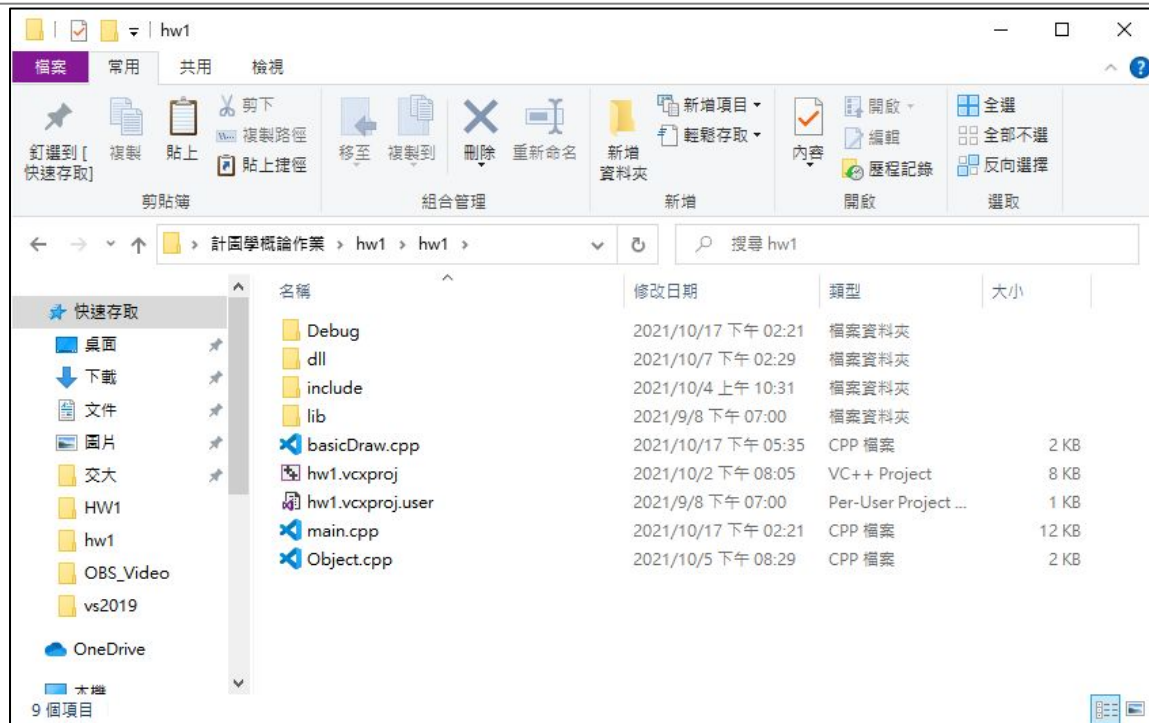 hw1
檔案 常用 共用 檢視
釘選到 [
快速存取]
複製
貼上
剪下
複製路徑
貼上捷徑
剪貼簿
移至
複製到
刪除
重新命名
組合管理
新增
資料夾
新增項目
輕鬆存取
新增
內容
開啟
編輯
歷程記錄
開啟
全選
全部不選
反向選擇
選取
計圖學概論作業 › hw1 › hw1 ›
搜尋 hw1
快速存取
桌面
下載
文件
圖片
交大
HW1
hw1
OBS_Video
vs2019
OneDrive
本機
名稱 修改日期 類型 大小
Debug 2021/10/17 下午 02:21 檔案資料夾
dll 2021/10/7 下午 02:29 檔案資料夾
include 2021/10/4 上午 10:31 檔案資料夾
lib 2021/9/8 下午 07:00 檔案資料夾
basicDraw.cpp 2021/10/17 下午 05:35 CPP 檔案 2 KB
hw1.vcxproj 2021/10/2 下午 08:05 VC++ Project 8 KB
hw1.vcxproj.user 2021/9/8 下午 07:00 Per-User Project ... 1 KB
main.cpp 2021/10/17 下午 02:21 CPP 檔案 12 KB
Object.cpp 2021/10/5 下午 08:29 CPP 檔案 2 KB
9 個項目